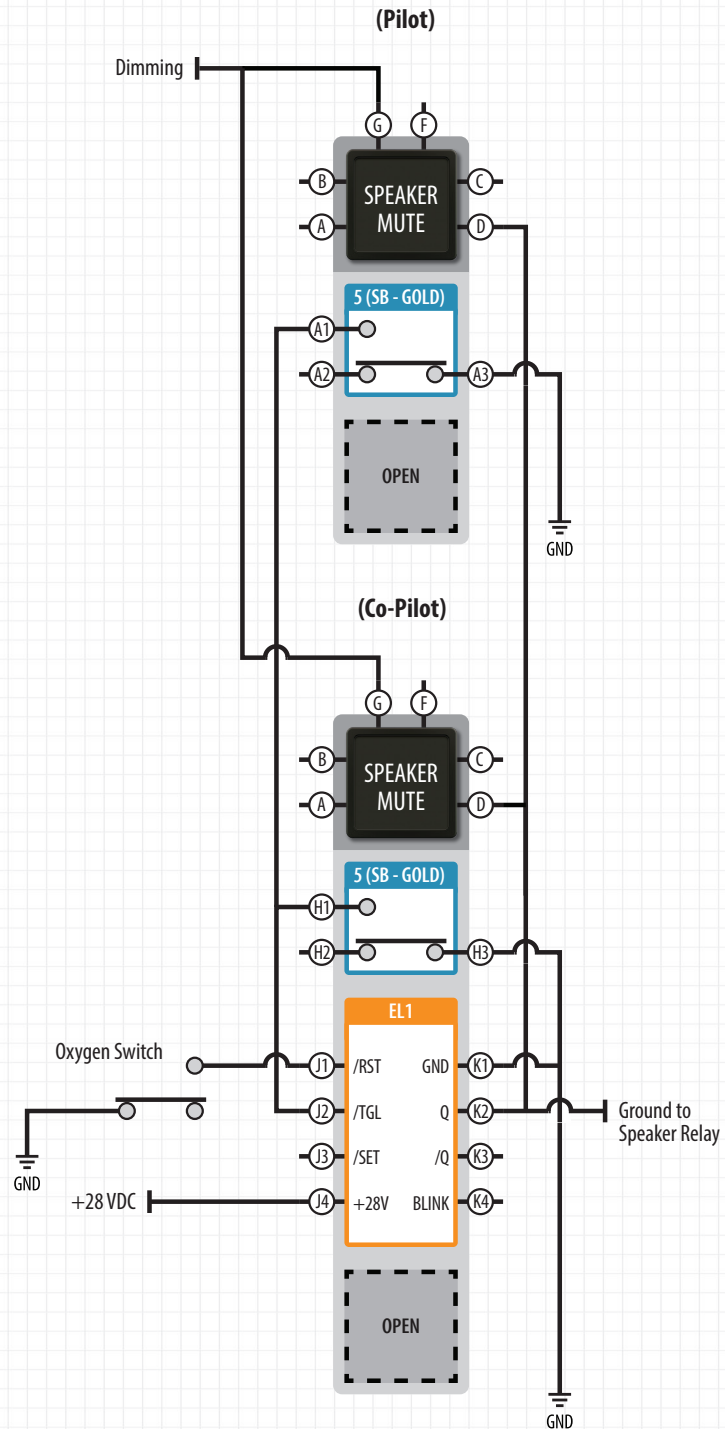 (Pilot)
Dimming
G
F
B
SPEAKER
MUTE
C
A
D
5 (SB - GOLD)
A1
A2
A3
OPEN
GND
(Co-Pilot)
G
F
B
SPEAKER
MUTE
C
A
D
5 (SB - GOLD)
H1
H2
H3
EL1
Oxygen Switch
J1
/RST
GND
K1
J2
/TGL
Q
K2
Ground to
Speaker Relay
J3
/SET
/Q
K3
GND
+28 VDC
J4
+28V
BLINK
K4
OPEN
GND